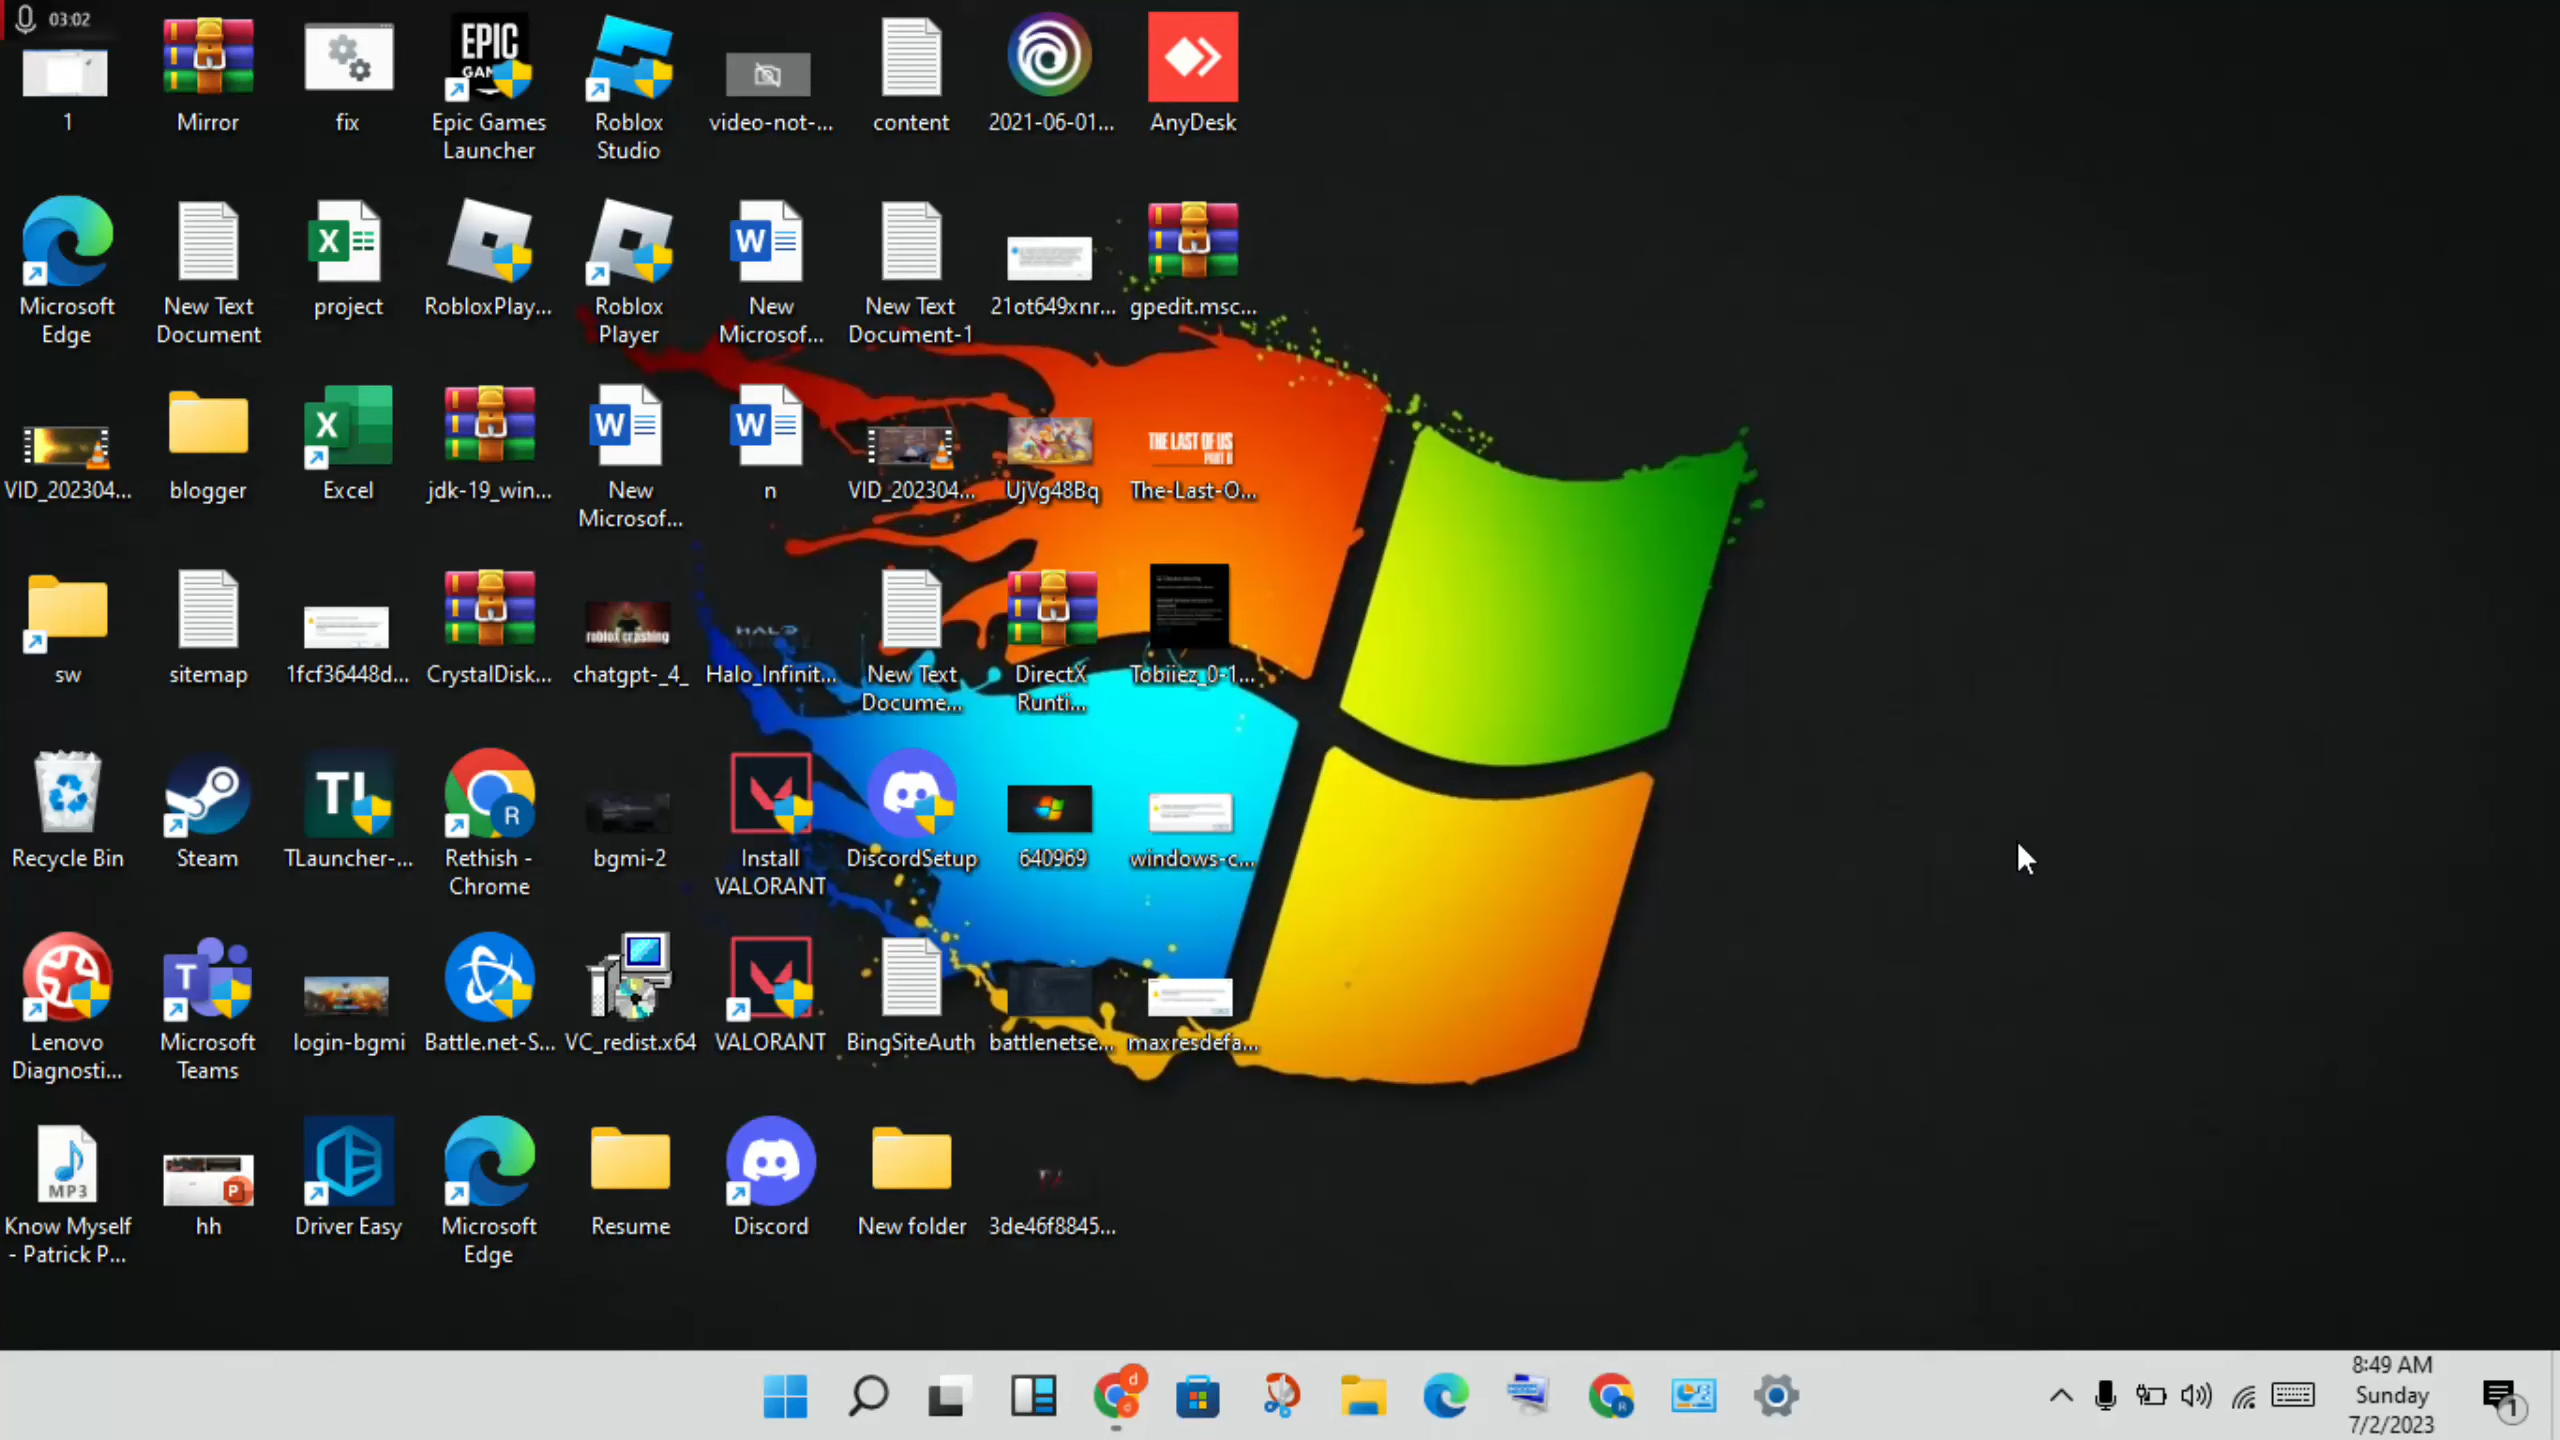 03:02
1
Mirror
fix
EPIC
GAMES
Epic Games
Launcher
Roblox
Studio
video-not-...
content
2021-06-01...
AnyDesk
Microsoft
Edge
New Text
Document
project
RobloxPlay...
Roblox
Player
New
Microsof...
New Text
Document-1
21ot649xnr...
gpedit.msc...
VID_202304...
blogger
Excel
jdk-19_win...
New
Microsof...
n
VID_202304...
UjVg48Bq
THE LAST OF US
PART II
The-Last-O...
sw
sitemap
1fcf36448d...
CrystalDisk...
roblox crashing
chatgpt-_4_
HALO
Halo_Infinit...
New Text
Docume...
DirectX
Runti...
Tobiiez_0-1...
Recycle Bin
Steam
TL
TLauncher-...
R
Rethish -
Chrome
bgmi-2
Install
VALORANT
DiscordSetup
640969
windows-c...
Lenovo
Diagnosti...
T
Microsoft
Teams
login-bgmi
Battle.net-S...
VC_redist.x64
VALORANT
BingSiteAuth
battlenetse...
maxresdefa...
MP3
Know Myself
- Patrick P...
P
hh
Driver Easy
Microsoft
Edge
Resume
Discord
New folder
3de46f8845...
d
d
R
8:49 AM
Sunday
7/2/2023
1